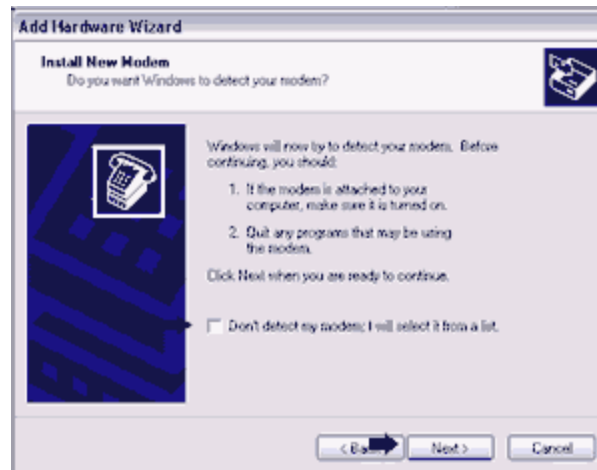 Add Hardware Wizard
Install New Modem
Do you want Windows to detect your modem?
Windows will now try to detect your modem. Before
continuing, you should:
1. If the modem is attached to your
computer, make sure it is turned on.
2. Quit any programs that may be using
the modem.
Click Next when you are ready to continue.
Don't detect my modem; I will select it from a list.
< Ba
Next >
Cancel